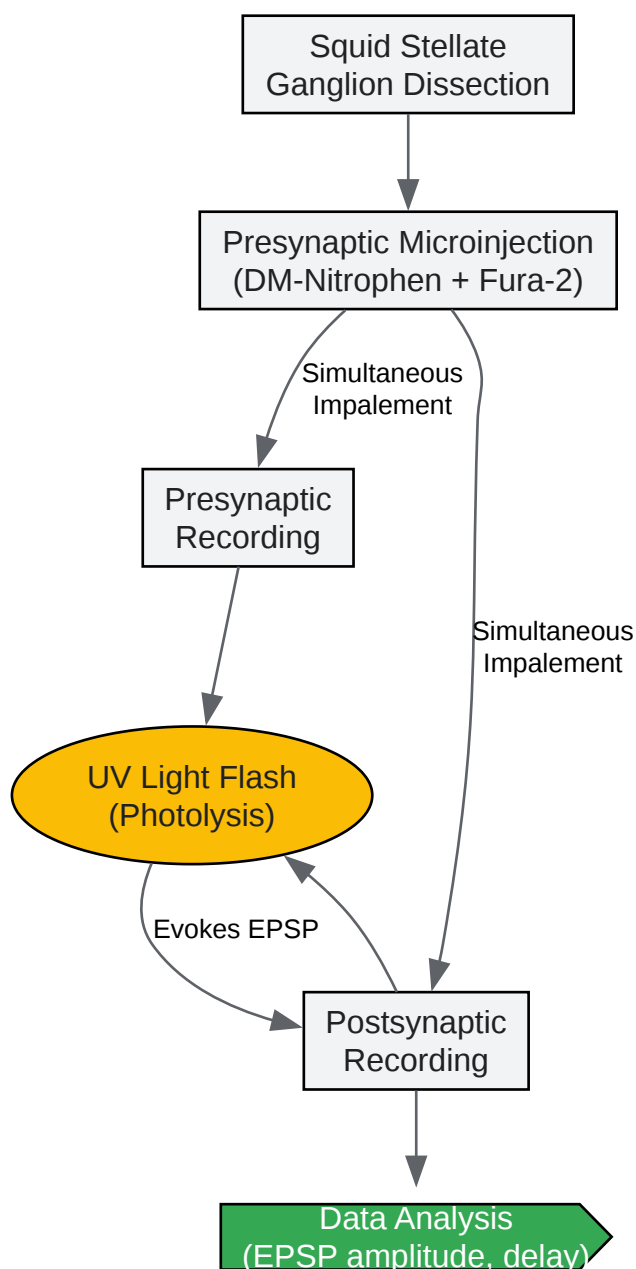 Squid Stellate
Ganglion Dissection
Presynaptic Microinjection
(DM-Nitrophen + Fura-2)
Simultaneous
Impalement
Presynaptic
Recording
Simultaneous
Impalement
UV Light Flash
(Photolysis)
Evokes EPSP
Postsynaptic
Recording
Data Analysis
(EPSP amplitude, delay)